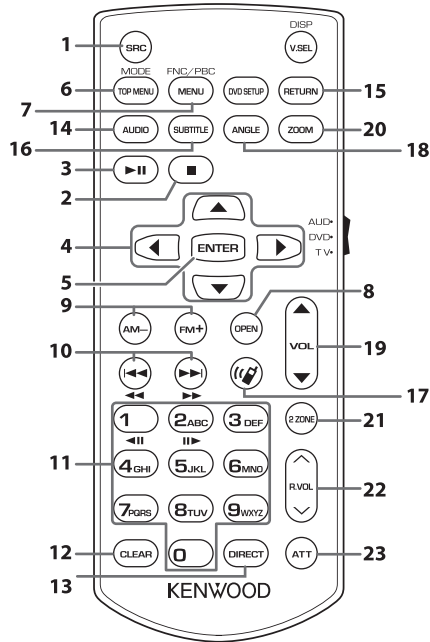 DISP
1 SRC V.SEL
MODE FNC/PBC
6 TOP MENU MENU DVD SETUP RETURN 15
7
14 AUDIO SUBTITLE ANGLE ZOOM 20
16 18
3 ►II ■
2
AUD•
4 ENTER DVD•
5 TV•
9 8
AM– FM+ OPEN VOL 19
10
17
1 2ABC 3DEF 2 ZONE 21
11 4GHI 5JKL 6MNO R.VOL 22
7PQRS 8TUV 9WXYZ
12 CLEAR 0 DIRECT ATT 23
13
KENWOOD